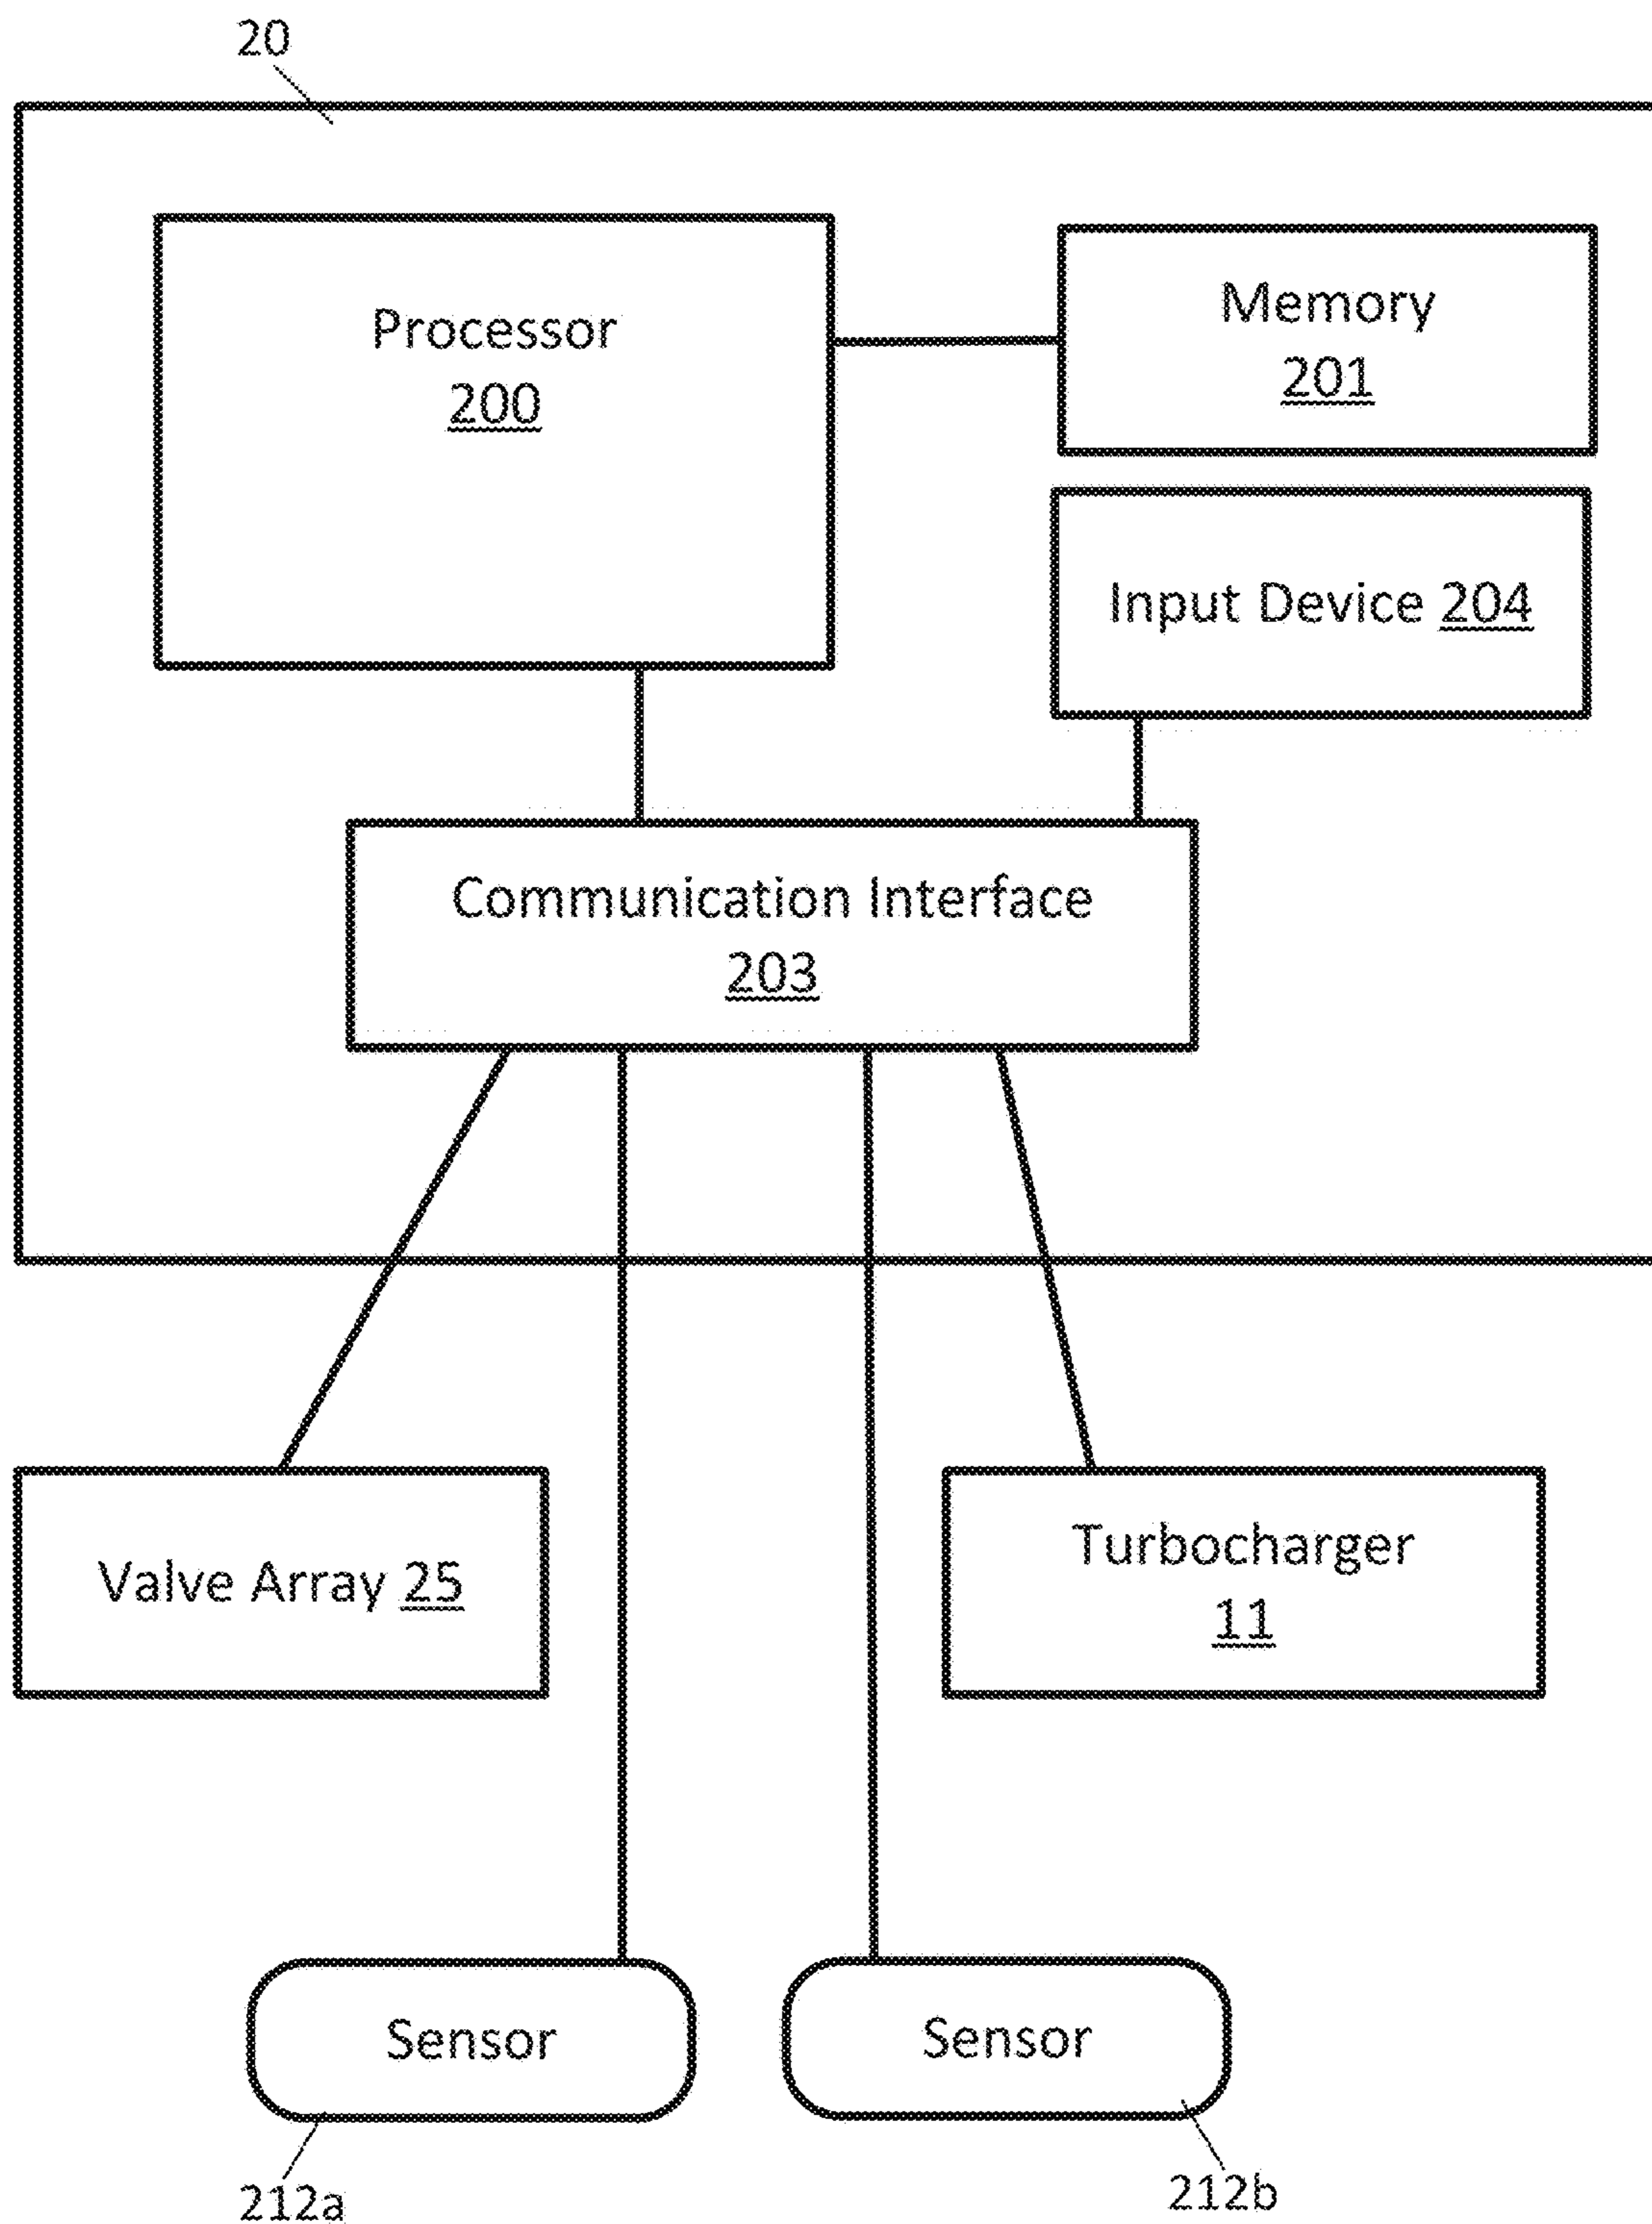 20
Processor
200
Memory
201
Input Device 204
Communication Interface
203
Valve Array 25
Turbocharger
11
Sensor
Sensor
212a
212b